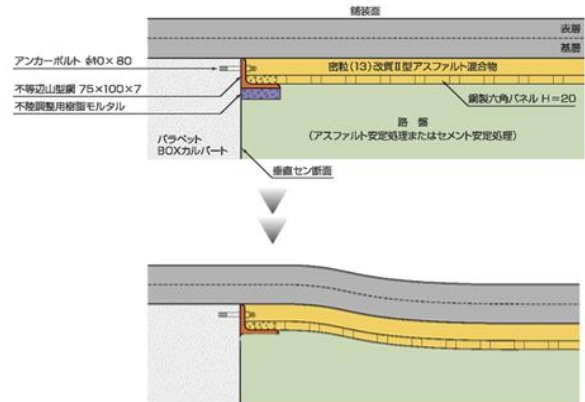 舗装面
表層
基層
アンカーボルト φ10×80
密粒(13)改質Ⅱ型アスファルト混合物
不等辺山型鋼 75×100×7
鋼製六角パネル H=20
不陸調整用樹脂モルタル
路 盤
(アスファルト安定処理またはセメント安定処理)
パラペット
BOXカルバート
垂直セン断面